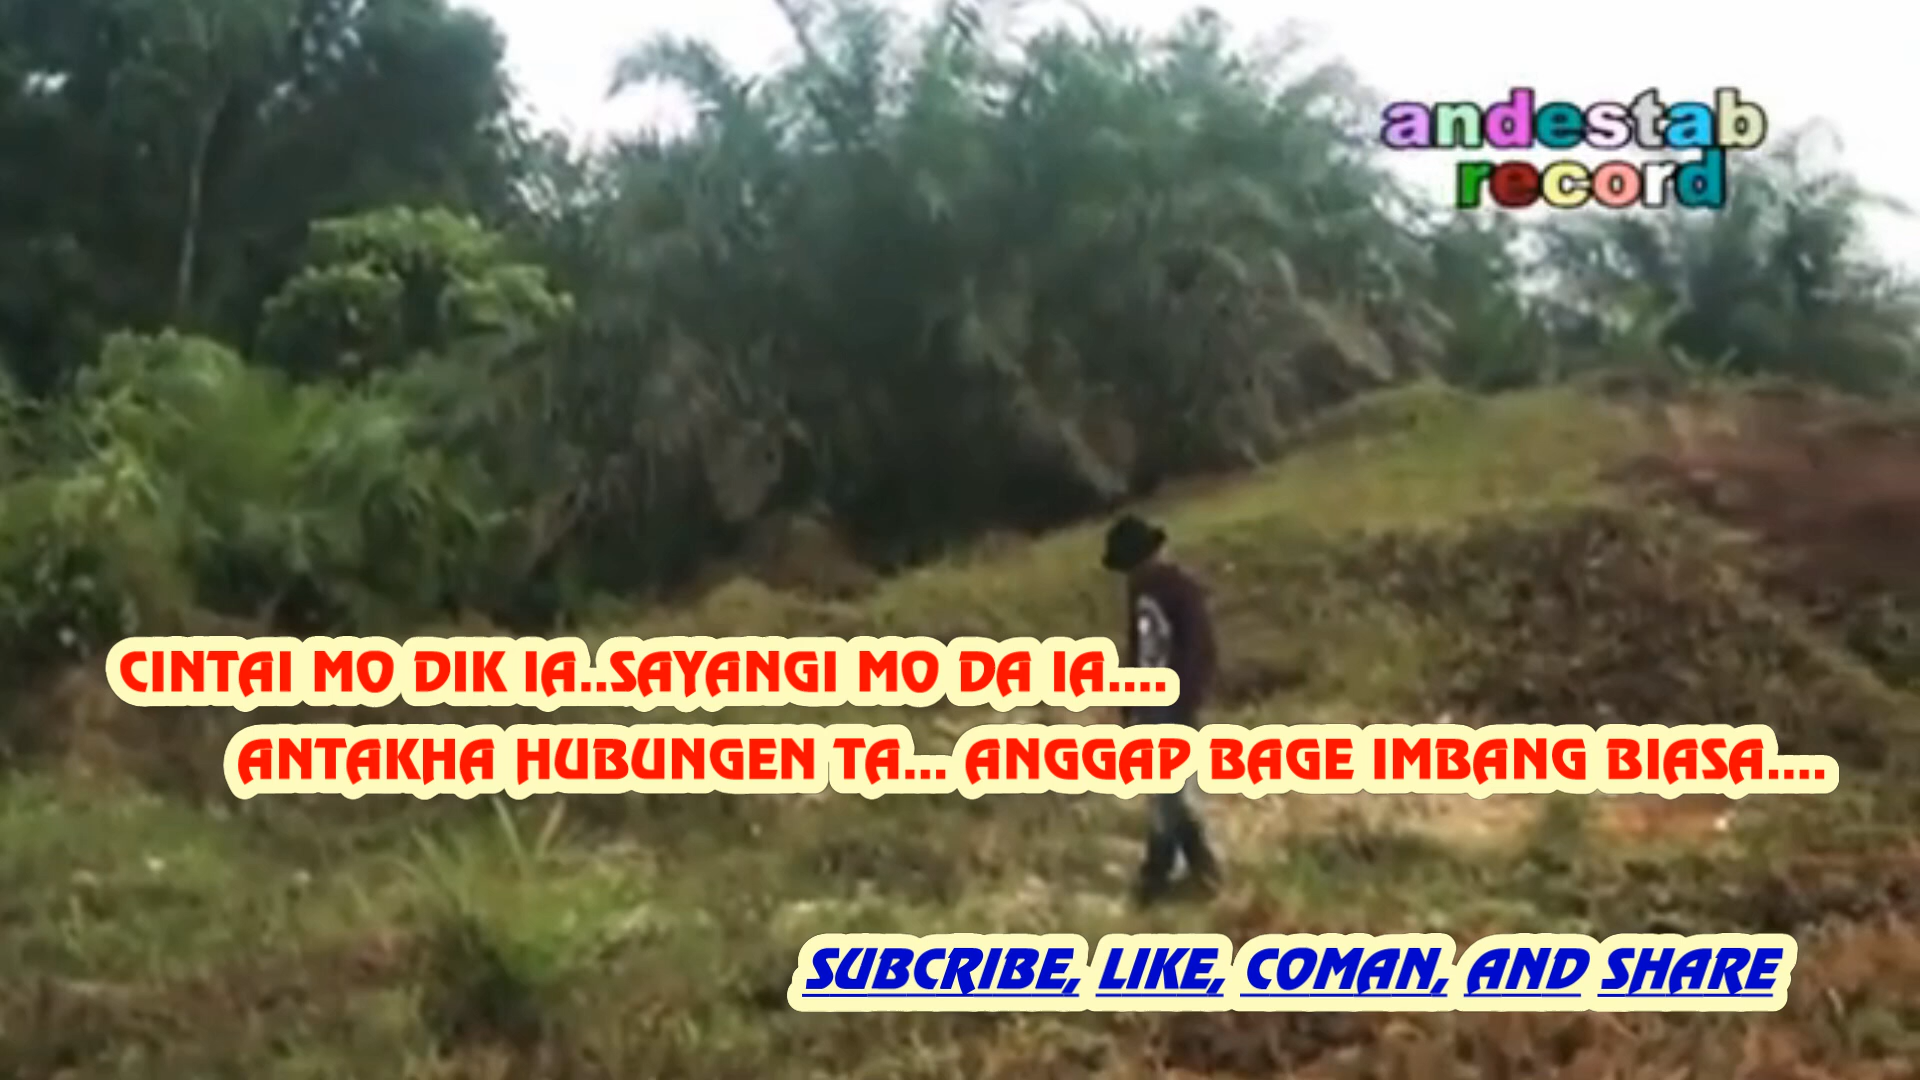 andestab
record
CINTAI MO DIK IA..SAYANGI MO DA IA....
ANTAKHA HUBUNGEN TA... ANGGAP BAGE IMBANG BIASA....
SUBCRIBE, LIKE, COMAN, AND SHARE